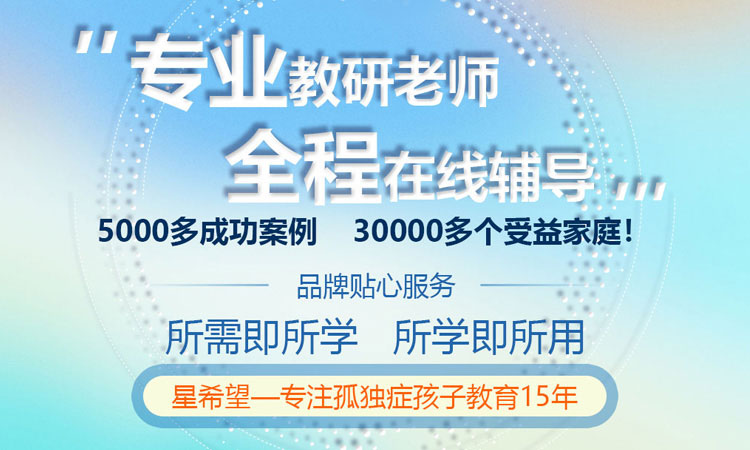 "专业教研老师
全程在线辅导,,,
5000多成功案例 30000多个受益家庭!
品牌贴心服务
所需即所学 所学即所用
星希望—专注孤独症孩子教育15年